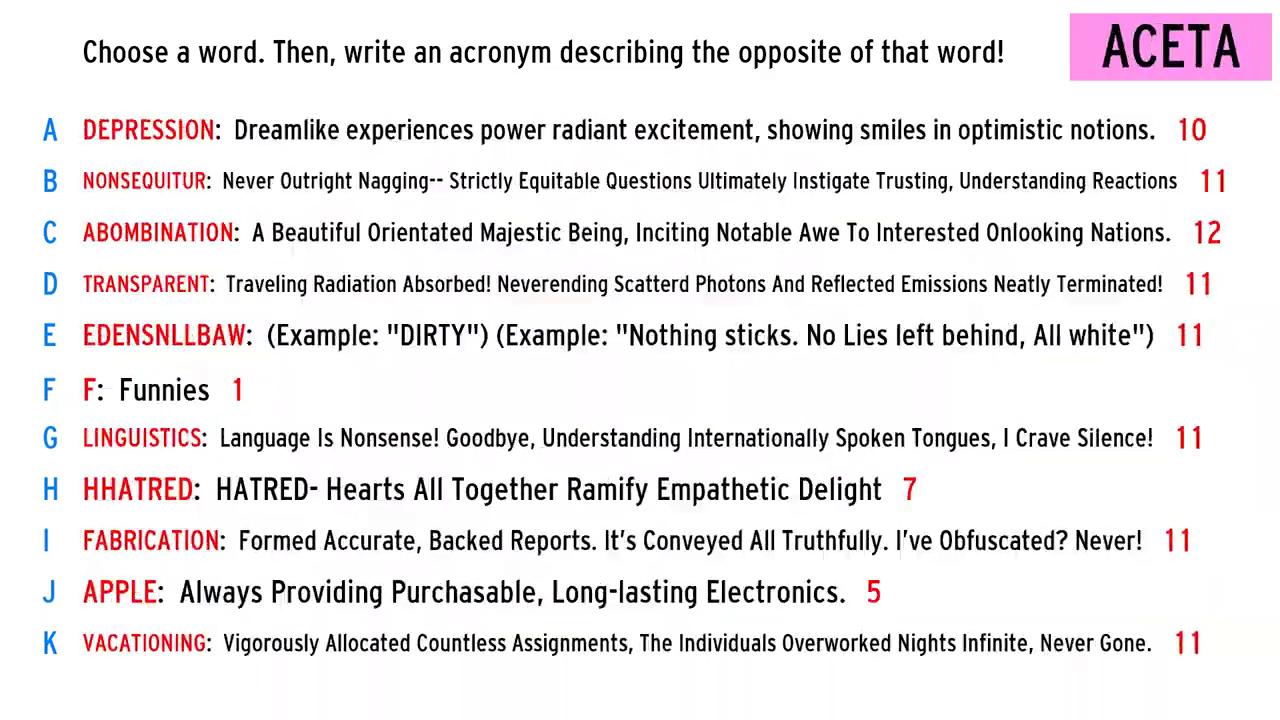 Choose a word. Then, write an acronym describing the opposite of that word!
ACETA
A DEPRESSION: Dreamlike experiences power radiant excitement, showing smiles in optimistic notions. 10
B NONSEQUITUR: Never Outright Nagging-- Strictly Equitable Questions Ultimately Instigate Trusting, Understanding Reactions 11
C ABOMBINATION: A Beautiful Orientated Majestic Being, Inciting Notable Awe To Interested Onlooking Nations. 12
D TRANSPARENT: Traveling Radiation Absorbed! Neverending Scatterd Photons And Reflected Emissions Neatly Terminated! 11
E EDENSNLLBAW: (Example: "DIRTY") (Example: "Nothing sticks. No Lies left behind, All white") 11
F F: Funnies 1
G LINGUISTICS: Language Is Nonsense! Goodbye, Understanding Internationally Spoken Tongues, I Crave Silence! 11
H HHATRED: HATRED- Hearts All Together Ramify Empathetic Delight 7
I FABRICATION: Formed Accurate, Backed Reports. It's Conveyed All Truthfully. I've Obfuscated? Never! 11
J APPLE: Always Providing Purchasable, Long-lasting Electronics. 5
K VACATIONING: Vigorously Allocated Countless Assignments, The Individuals Overworked Nights Infinite, Never Gone. 11